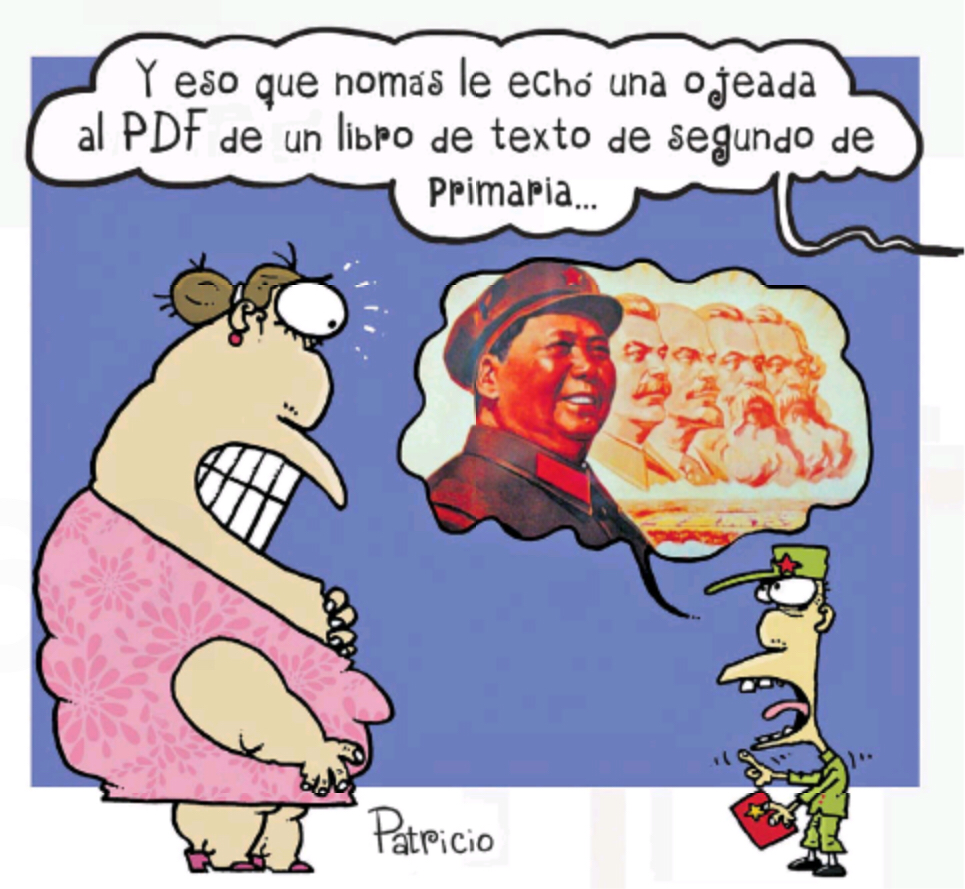 Y eso que nomás le echó una ojeada
al PDF de un libro de texto de segundo de
primaria...
Patricio